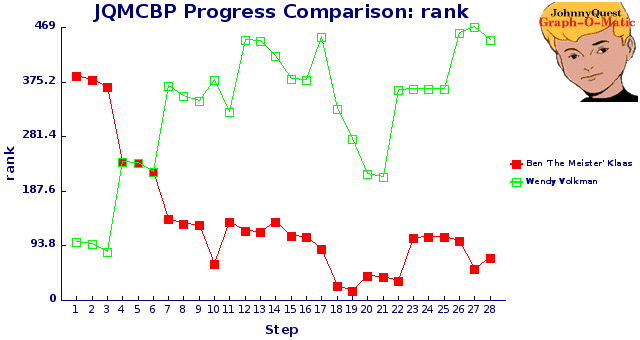 JQMCBP Progress Comparison: rank
JohnnyQuest
Graph-O-Matic
469
375.2
281.4
187.6
93.8
0
rank
1 2 3 4 5 6 7 8 9 10 11 12 13 14 15 16 17 18 19 20 21 22 23 24 25 26 27 28
Step
Ben 'The Meister' Klaas
Wendy Volkman